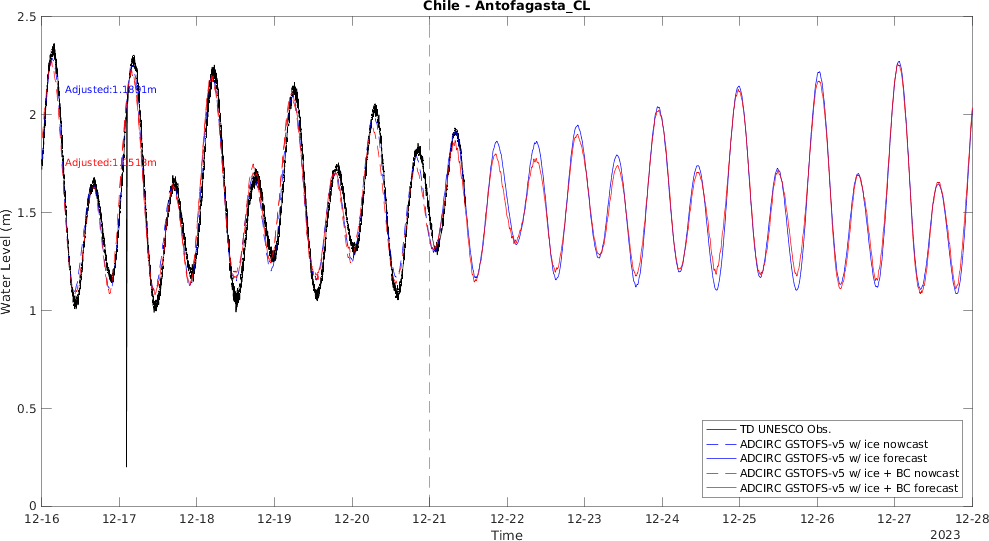 Chile - Antofagasta_CL
2.5
2
1.5
1
0.5
0
Water Level (m)
TD UNESCO Obs.
ADCIRC GSTOFS-v5 w/ ice nowcast
ADCIRC GSTOFS-v5 w/ ice forecast
ADCIRC GSTOFS-v5 w/ ice + BC nowcast
ADCIRC GSTOFS-v5 w/ ice + BC forecast
12-16 12-17 12-18 12-19 12-20 12-21 12-22 12-23 12-24 12-25 12-26 12-27 12-28
Time
2023